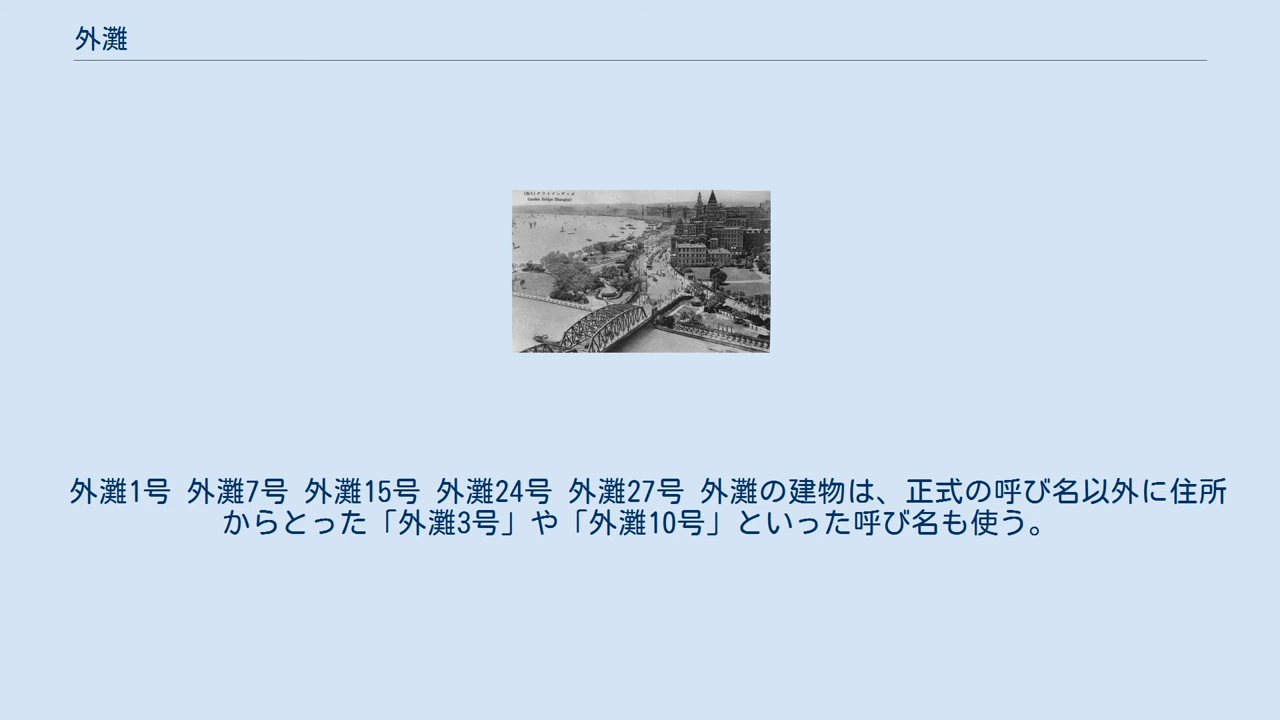 外灘
Garden Bridge (Shanghai)
外灘1号 外灘7号 外灘15号 外灘24号 外灘27号 外灘の建物は、正式の呼び名以外に住所
からとった「外灘3号」や「外灘10号」といった呼び名も使う。